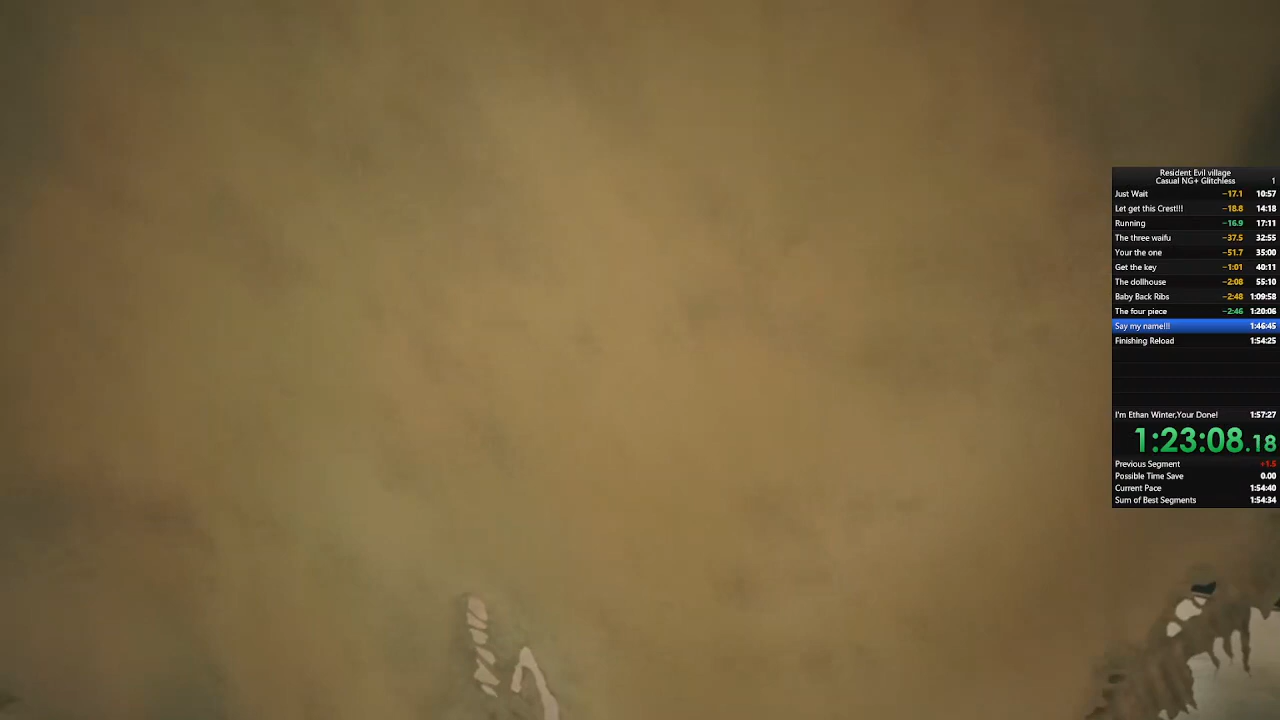 Resident Evil village
Casual NG+ Glitchless 1
Just Wait −17.1 10:57
Let get this Crest!!! −18.8 14:18
Running −16.9 17:11
The three waifu −37.5 32:55
Your the one −51.7 35:00
Get the key −1:01 40:11
The dollhouse −2:08 55:10
Baby Back Ribs −2:48 1:09:58
The four piece −2:46 1:20:06
Say my name!!! 1:46:45
Finishing Reload 1:54:25
I'm Ethan Winter,Your Done! 1:57:27
1:23:08.18
Previous Segment +1.5
Possible Time Save 0.00
Current Pace 1:54:40
Sum of Best Segments 1:54:34